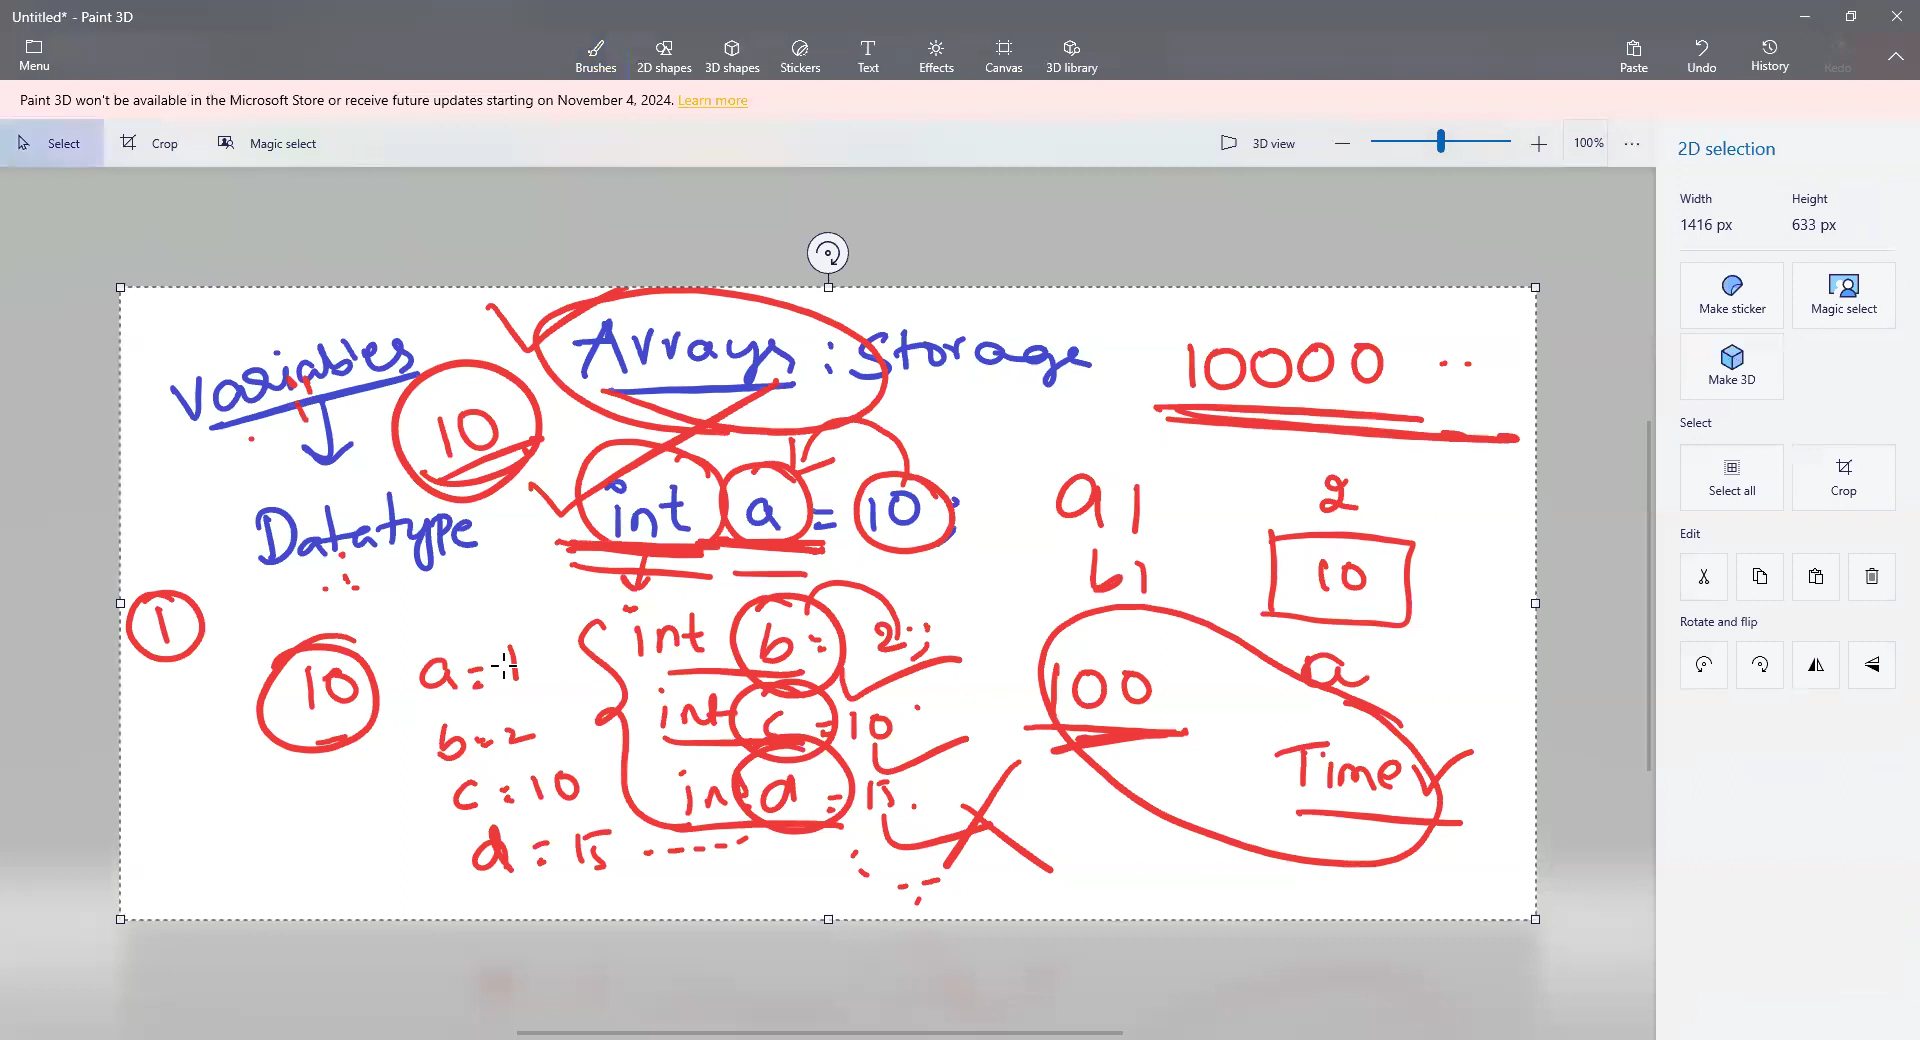 Untitled* - Paint 3D
Menu
Brushes
2D shapes
3D shapes
Stickers
Text
Effects
Canvas
3D library
Paste
Undo
History
Redo
Paint 3D won't be available in the Microsoft Store or receive future updates starting on November 4, 2024. Learn more
Select
Crop
Magic select
3D view
100%
2D selection
Width
Height
1416 px
633 px
Make sticker
Magic select
Make 3D
Select
Select all
Crop
Edit
Rotate and flip
Variables
Arrays : Storage
10000 ..
10
int a = 10;
Datatype
a 1
b 1
2
10
a
1
10
a = 1
b = 2
c = 10
d = 15 -----
int b = 2;
int c = 10
int d = 15.
100
Time